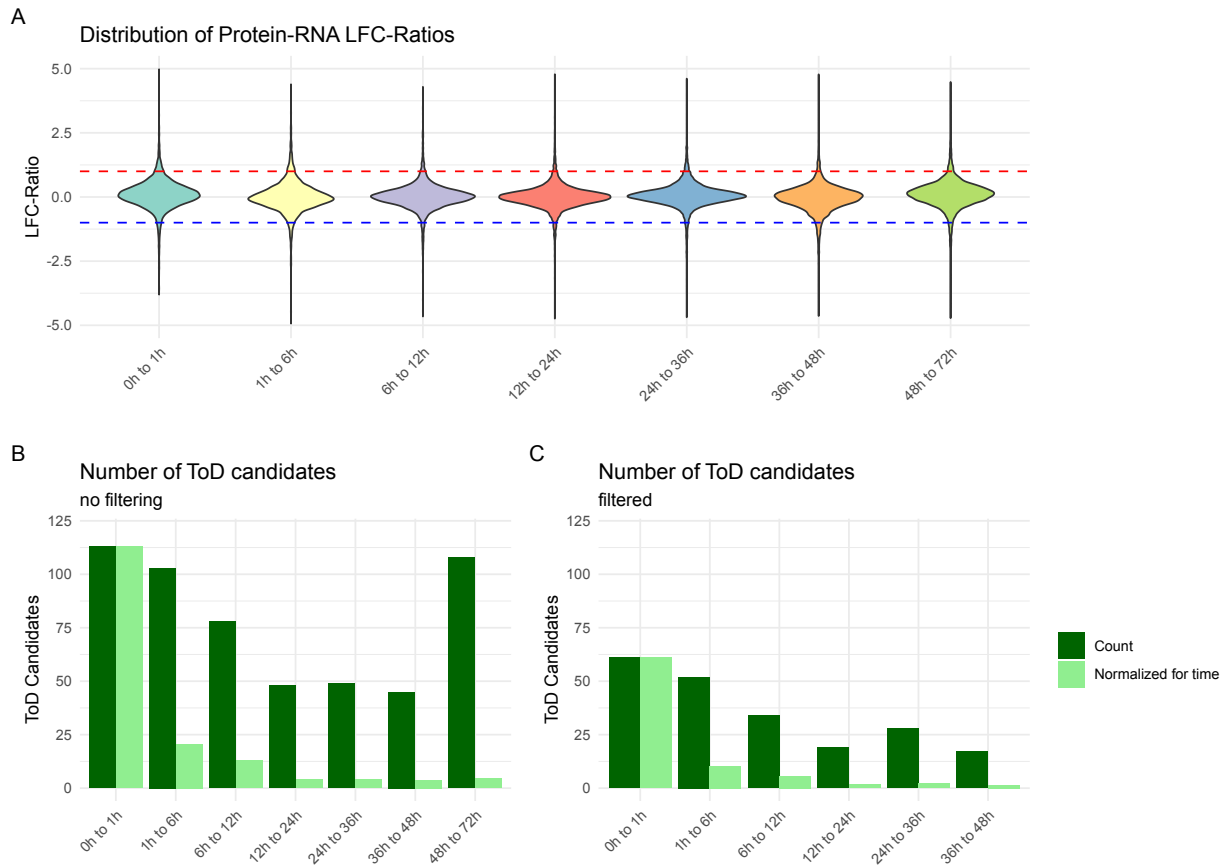 A
Distribution of Protein-RNA LFC-Ratios
LFC-Ratio
5.0
2.5
0.0
-2.5
-5.0
0h to 1h
1h to 6h
6h to 12h
12h to 24h
24h to 36h
36h to 48h
48h to 72h
B
Number of ToD candidates
no filtering
ToD Candidates
125
100
75
50
25
0
0h to 1h
1h to 6h
6h to 12h
12h to 24h
24h to 36h
36h to 48h
48h to 72h
C
Number of ToD candidates
filtered
ToD Candidates
125
100
75
50
25
0
0h to 1h
1h to 6h
6h to 12h
12h to 24h
24h to 36h
36h to 48h
Count
Normalized for time